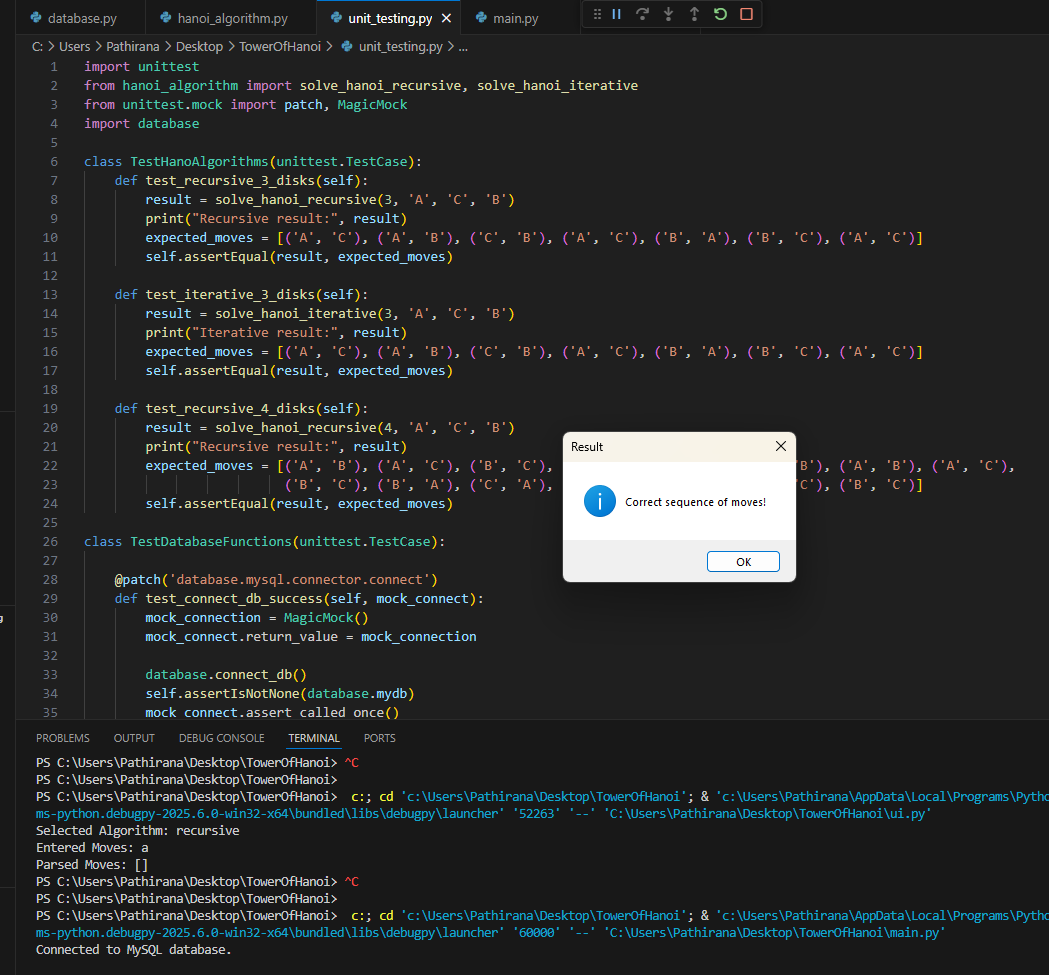 database.py hanoi_algorithm.py unit_testing.py main.py
C: > Users > Pathirana > Desktop > TowerOfHanoi > unit_testing.py > ...
1 import unittest
2 from hanoi_algorithm import solve_hanoi_recursive, solve_hanoi_iterative
3 from unittest.mock import patch, MagicMock
4 import database
5
6 class TestHanoAlgorithms(unittest.TestCase):
7 def test_recursive_3_disks(self):
8 result = solve_hanoi_recursive(3, 'A', 'C', 'B')
9 print("Recursive result:", result)
10 expected_moves = [('A', 'C'), ('A', 'B'), ('C', 'B'), ('A', 'C'), ('B', 'A'), ('B', 'C'), ('A', 'C')]
11 self.assertEqual(result, expected_moves)
12
13 def test_iterative_3_disks(self):
14 result = solve_hanoi_iterative(3, 'A', 'C', 'B')
15 print("Iterative result:", result)
16 expected_moves = [('A', 'C'), ('A', 'B'), ('C', 'B'), ('A', 'C'), ('B', 'A'), ('B', 'C'), ('A', 'C')]
17 self.assertEqual(result, expected_moves)
18
19 def test_recursive_4_disks(self):
20 result = solve_hanoi_recursive(4, 'A', 'C', 'B')
21 print("Recursive result:", result)
22 expected_moves = [('A', 'B'), ('A', 'C'), ('B', 'C'), 'B'), ('A', 'B'), ('A', 'C'),
23 ('B', 'C'), ('B', 'A'), ('C', 'A'), 'C'), ('B', 'C')]
24 self.assertEqual(result, expected_moves)
25
26 class TestDatabaseFunctions(unittest.TestCase):
27
28 @patch('database.mysql.connector.connect')
29 def test_connect_db_success(self, mock_connect):
30 mock_connection = MagicMock()
31 mock_connect.return_value = mock_connection
32
33 database.connect_db()
34 self.assertIsNotNone(database.mydb)
35 mock_connect.assert_called_once()
Result
Correct sequence of moves!
OK
PROBLEMS OUTPUT DEBUG CONSOLE TERMINAL PORTS
PS C:\Users\Pathirana\Desktop\TowerOfHanoi> ^C
PS C:\Users\Pathirana\Desktop\TowerOfHanoi>
PS C:\Users\Pathirana\Desktop\TowerOfHanoi> c:; cd 'c:\Users\Pathirana\Desktop\TowerOfHanoi'; & 'c:\Users\Pathirana\AppData\Local\Programs\Pytho
ms-python.debugpy-2025.6.0-win32-x64\bundled\libs\debugpy\launcher' '52263' '--' 'C:\Users\Pathirana\Desktop\TowerOfHanoi\ui.py'
Selected Algorithm: recursive
Entered Moves: a
Parsed Moves: []
PS C:\Users\Pathirana\Desktop\TowerOfHanoi> ^C
PS C:\Users\Pathirana\Desktop\TowerOfHanoi>
PS C:\Users\Pathirana\Desktop\TowerOfHanoi> c:; cd 'c:\Users\Pathirana\Desktop\TowerOfHanoi'; & 'c:\Users\Pathirana\AppData\Local\Programs\Pytho
ms-python.debugpy-2025.6.0-win32-x64\bundled\libs\debugpy\launcher' '60000' '--' 'C:\Users\Pathirana\Desktop\TowerOfHanoi\main.py'
Connected to MySQL database.